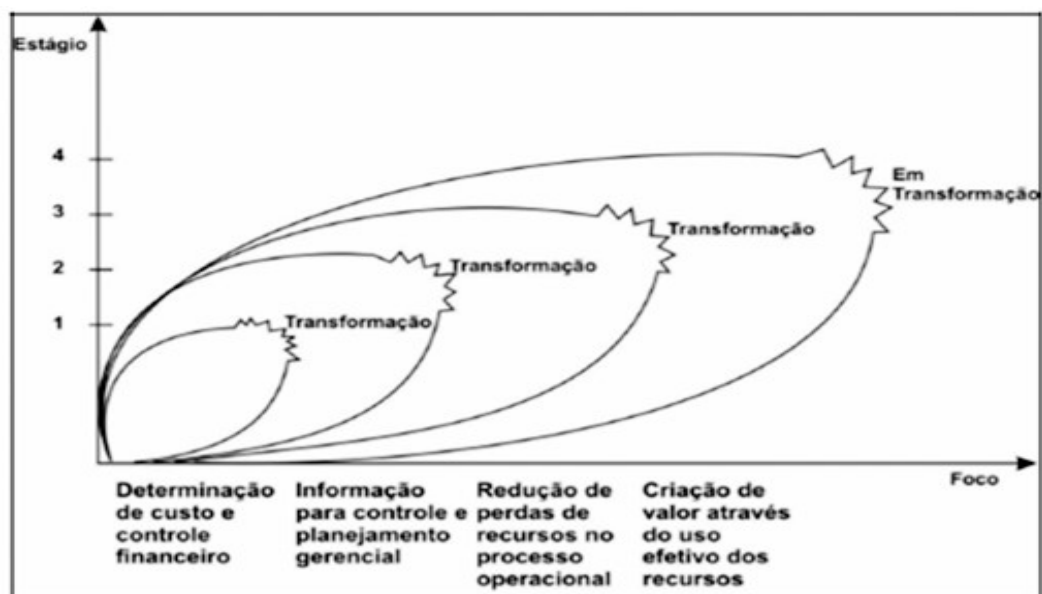 Estágio
4
3
2
1
Em
Transformação
Transformação
Transformação
Transformação
Foco
Determinação
de custo e
controle
financeiro
Informação
para controle e
planejamento
gerencial
Redução de
perdas de
recursos no
processo
operacional
Criação de
valor através
do uso
efetivo dos
recursos